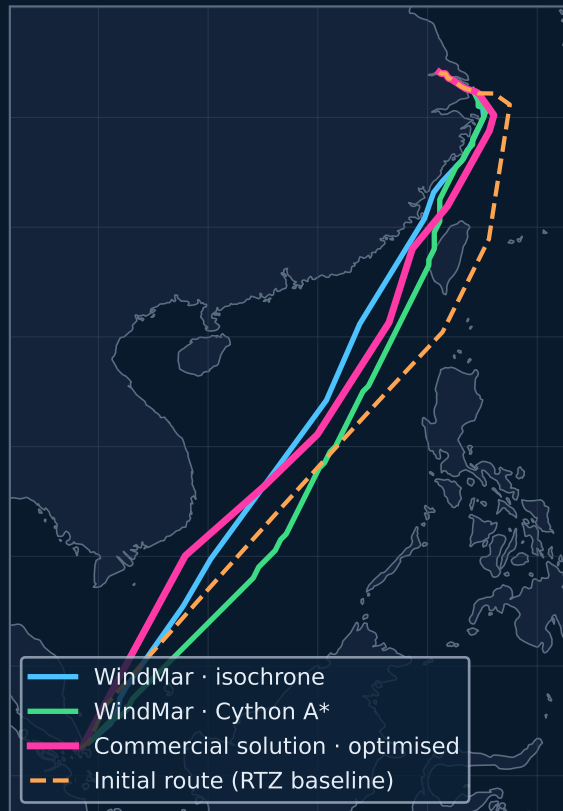 WindMar · isochrone
WindMar · Cython A*
Commercial solution · optimised
Initial route (RTZ baseline)